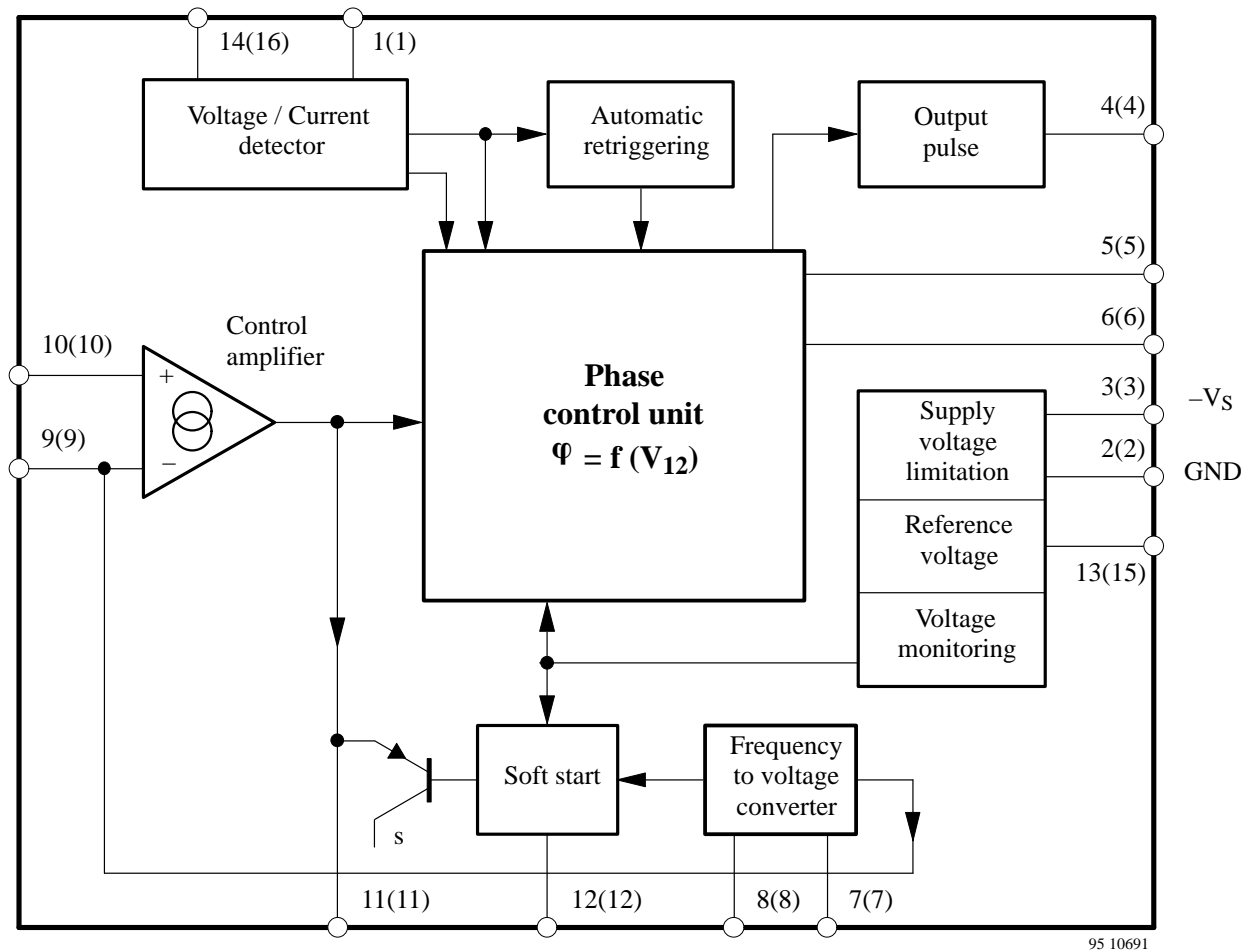 14(16)
1(1)
Voltage / Current
detector
Automatic
retriggering
Output
pulse
4(4)
5(5)
6(6)
Control
amplifier
10(10)
+
9(9)
−
Phase
control unit
φ = f (V12)
3(3)
–VS
Supply
voltage
limitation
2(2)
GND
Reference
voltage
13(15)
Voltage
monitoring
Soft start
Frequency
to voltage
converter
s
11(11)
12(12)
8(8)
7(7)
95 10691